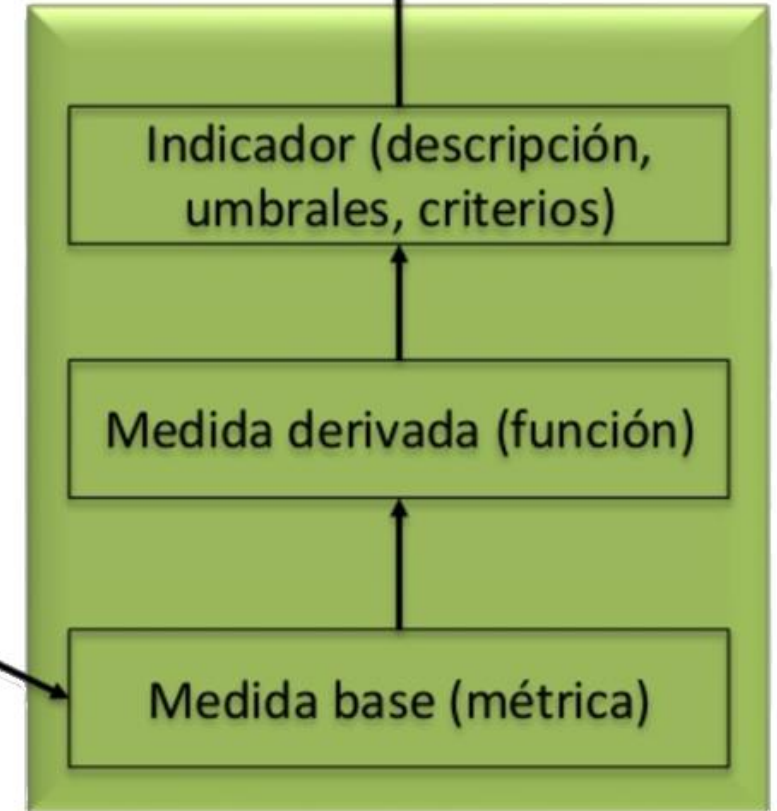 Indicador (descripción,
umbrales, criterios)
Medida derivada (función)
Medida base (métrica)